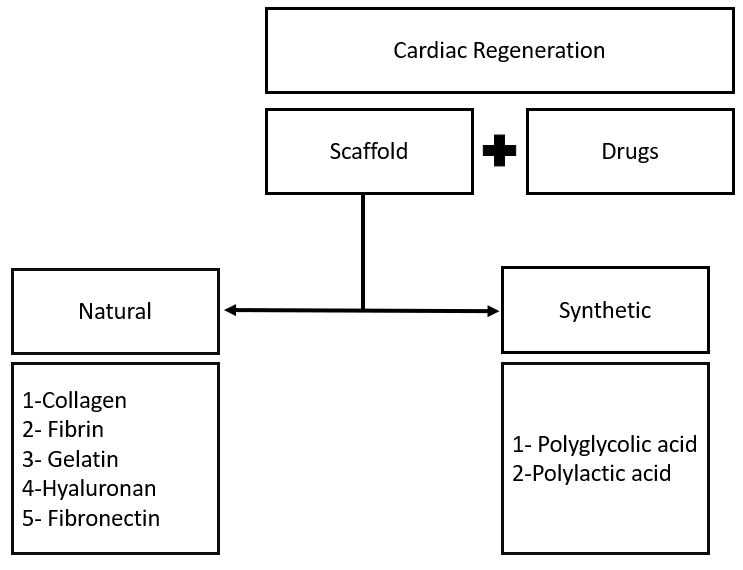 Cardiac Regeneration
Scaffold
Drugs
Natural
Synthetic
1-Collagen
2- Fibrin
3- Gelatin
4-Hyaluronan
5- Fibronectin
1- Polyglycolic acid
2-Polylactic acid